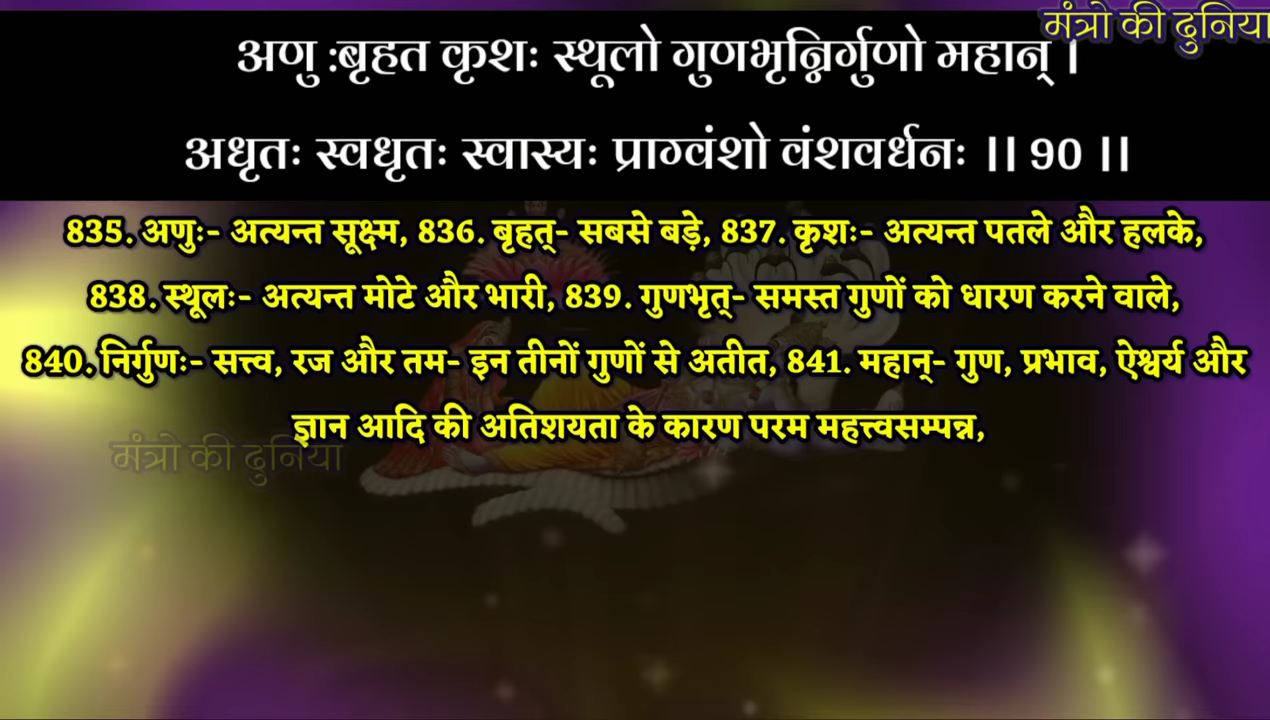 मंत्रो की दुनिया
अणु :बृहत कृशः स्थूलो गुणभृन्निर्गुणो महान् ।
अधृतः स्वधृतः स्वास्यः प्राग्वंशो वंशवर्धनः ।। 90 ।।
835. अणुः- अत्यन्त सूक्ष्म, 836. बृहत्- सबसे बड़े, 837. कृशः- अत्यन्त पतले और हलके,
838. स्थूलः- अत्यन्त मोटे और भारी, 839. गुणभृत्- समस्त गुणों को धारण करने वाले,
840. निर्गुणः- सत्त्व, रज और तम- इन तीनों गुणों से अतीत, 841. महान्- गुण, प्रभाव, ऐश्वर्य और
ज्ञान आदि की अतिशयता के कारण परम महत्त्वसम्पन्न,
मंत्रो की दुनिया